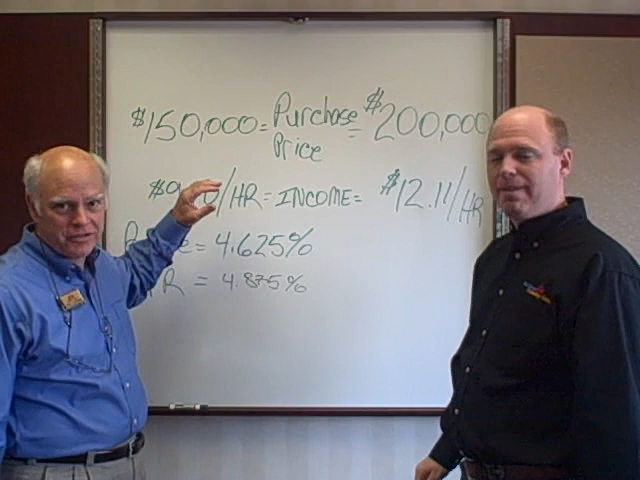 $150,000 = Purchase Price = $200,000
/HR = INCOME = $12.11/HR
= 4.625%
= 4.875%